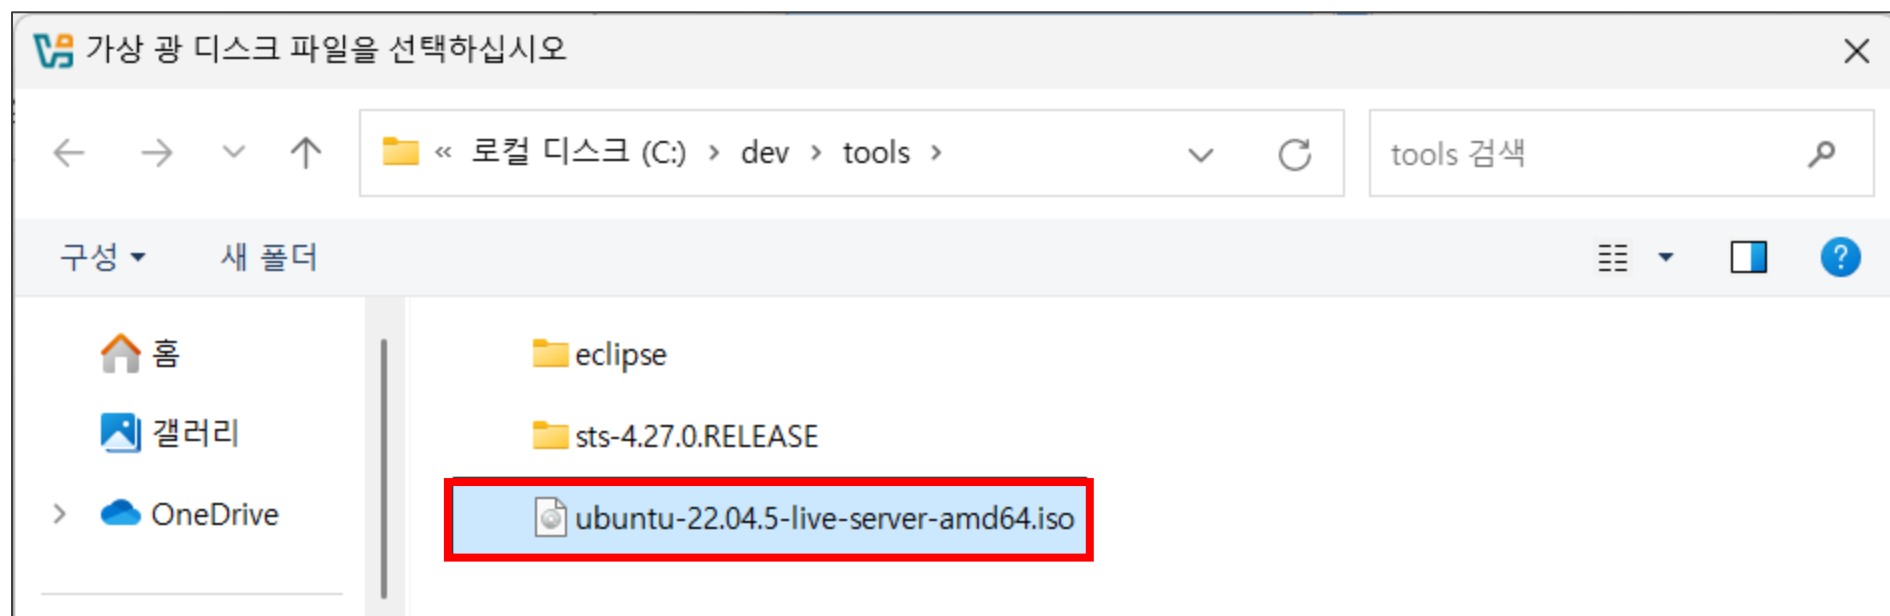 가상 광 디스크 파일을 선택하십시오
« 로컬 디스크 (C:) > dev > tools >
tools 검색
구성
새 폴더
홈
갤러리
OneDrive
eclipse
sts-4.27.0.RELEASE
ubuntu-22.04.5-live-server-amd64.iso